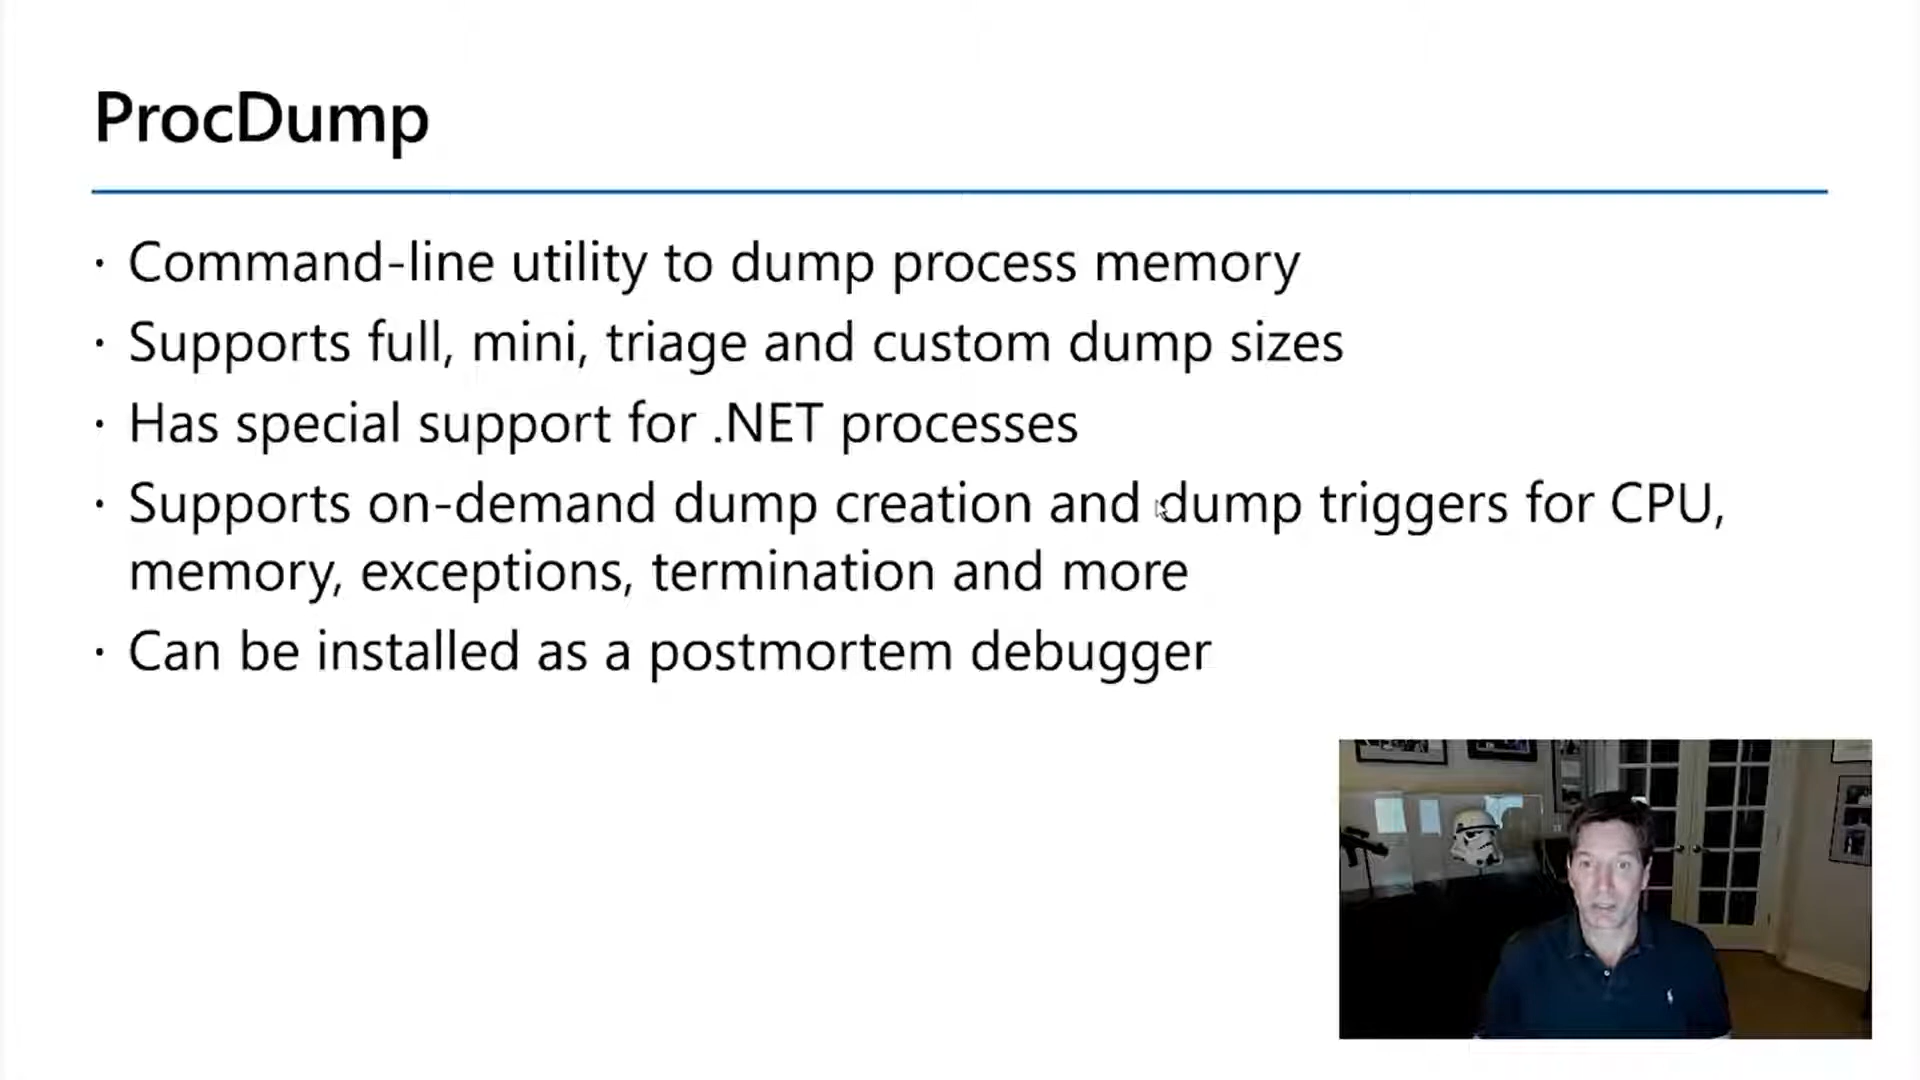 ProcDump
· Command-line utility to dump process memory
· Supports full, mini, triage and custom dump sizes
· Has special support for .NET processes
· Supports on-demand dump creation and dump triggers for CPU,
memory, exceptions, termination and more
· Can be installed as a postmortem debugger